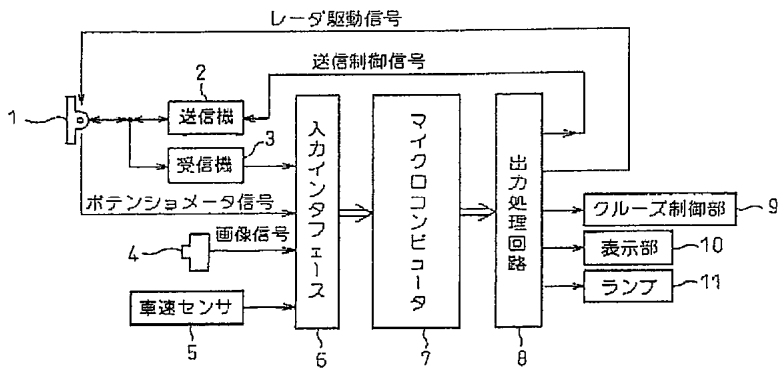 レーダ駆動信号
送信制御信号
1
2
送信機
3
受信機
ポテンショメータ信号
4
画像信号
車速センサ
5
入力インタフェース
6
マイクロコンピュータ
7
出力処理回路
8
クルーズ制御部
9
表示部
10
ランプ
11